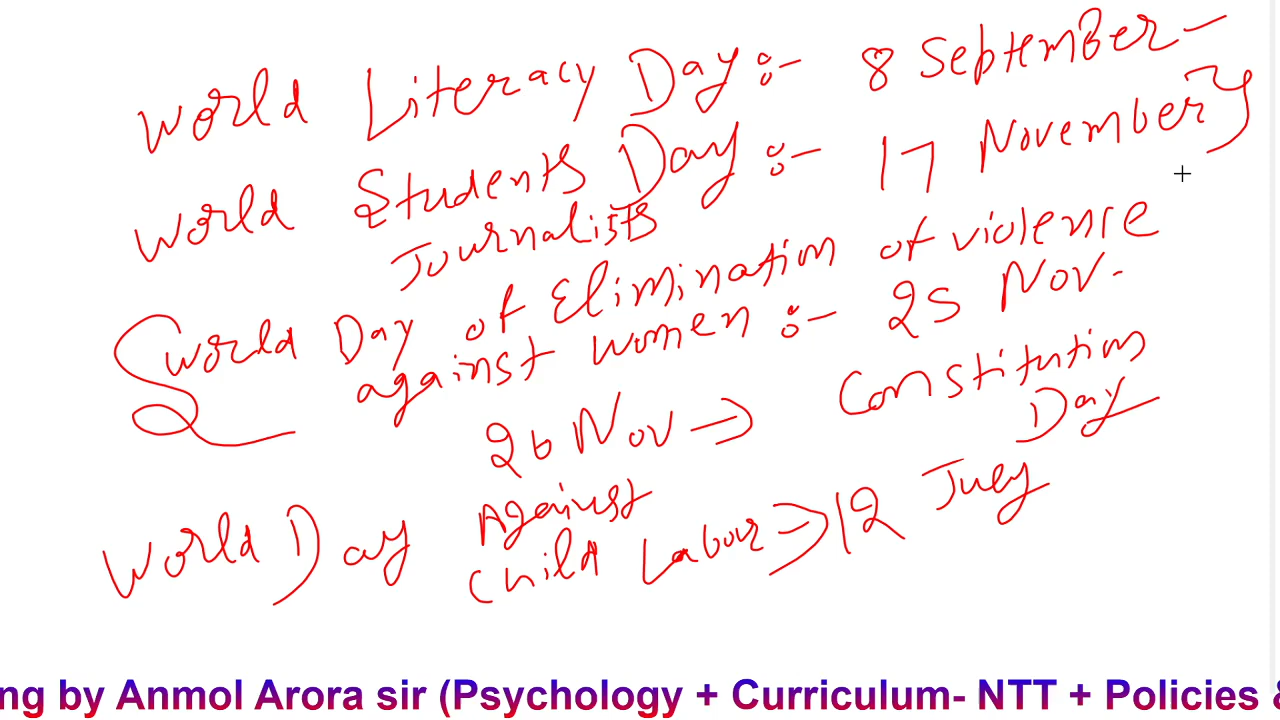 World Literacy Day :- 8 September
World Students Day :- 17 November
Journalists
World Day of Elimination of violence
against women :- 25 Nov.
26 Nov → Constitution
Day
World Day Against
Child Labour → 12 July
ng by Anmol Arora sir (Psychology + Curriculum- NTT + Policies &